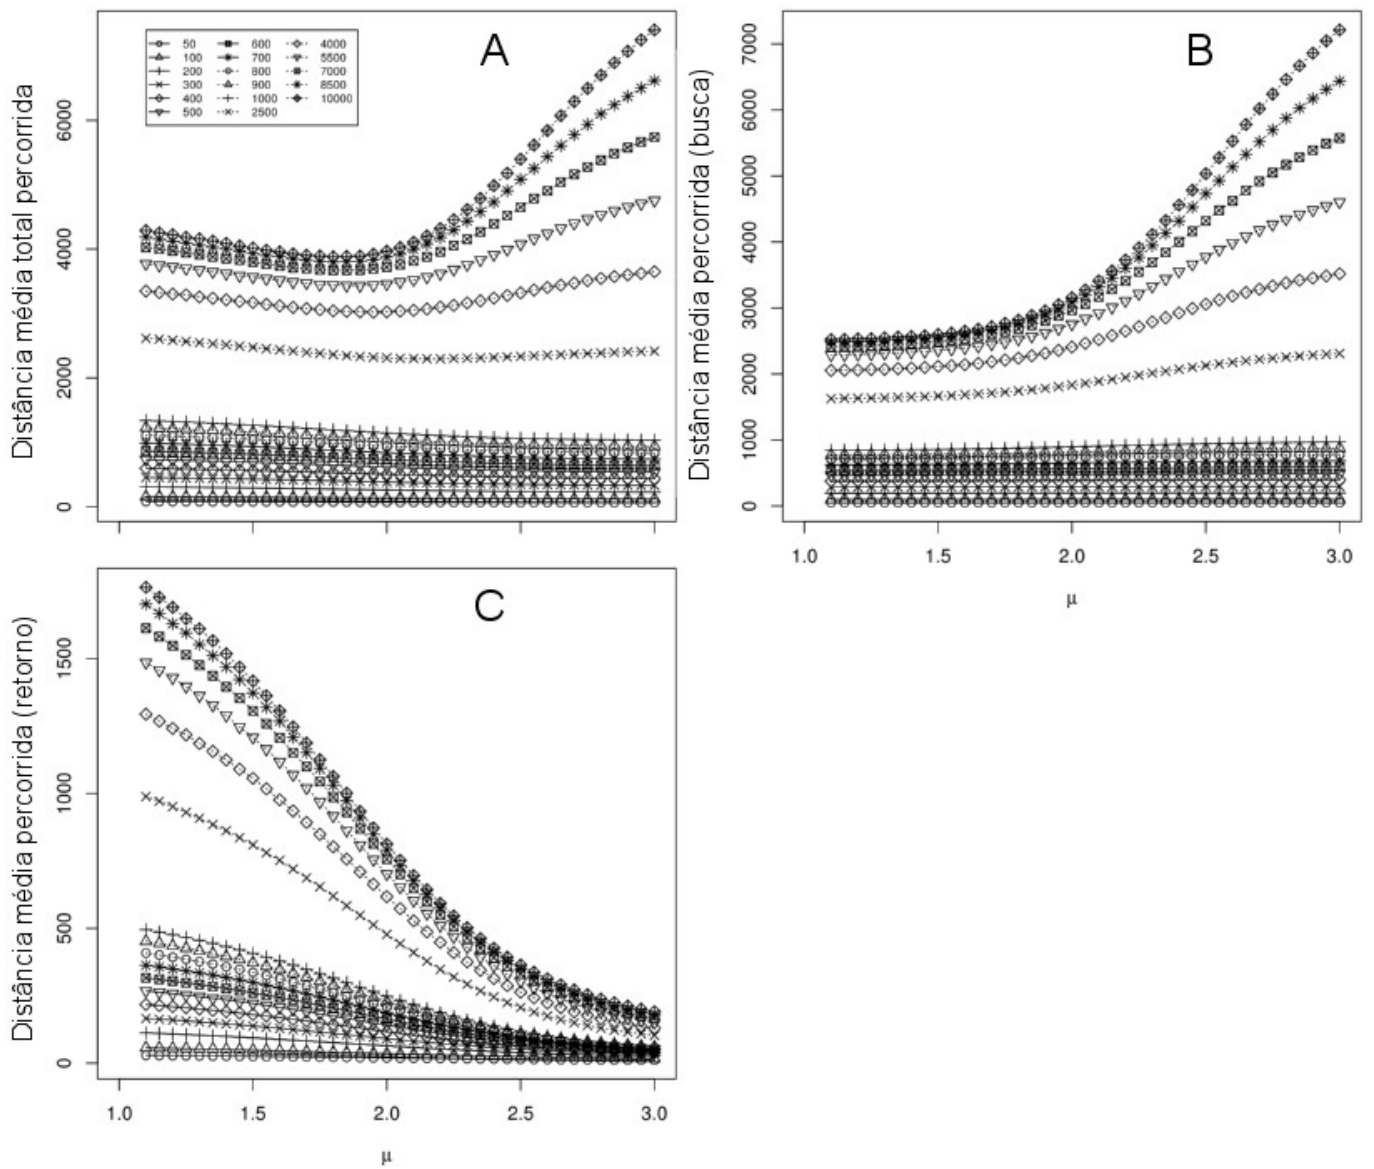 A
50 600 4000
100 700 5500
200 800 7000
300 900 8500
400 1000 10000
500 2500
Distância média total percorrida
0 2000 4000 6000
B
Distância média percorrida (busca)
0 1000 2000 3000 4000 5000 6000 7000
1.0 1.5 2.0 2.5 3.0
μ
C
Distância média percorrida (retorno)
0 500 1000 1500
1.0 1.5 2.0 2.5 3.0
μ